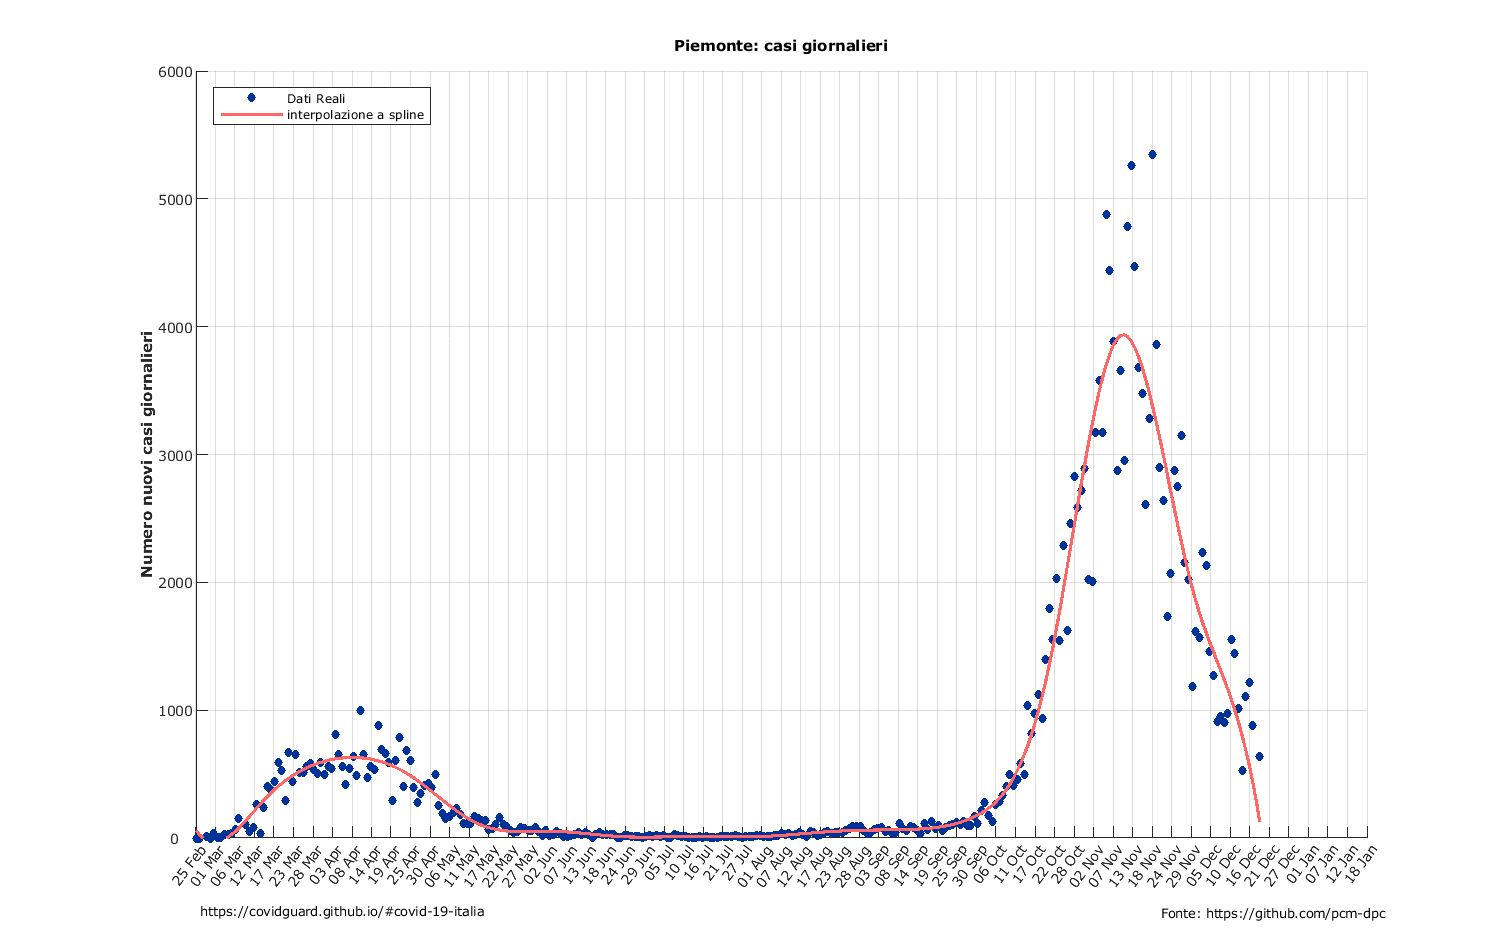 Piemonte: casi giornalieri
Dati Reali
interpolazione a spline
Numero nuovi casi giornalieri
6000
5000
4000
3000
2000
1000
0
25 Feb
01 Mar
06 Mar
12 Mar
17 Mar
23 Mar
28 Mar
03 Apr
08 Apr
14 Apr
19 Apr
25 Apr
30 Apr
06 May
11 May
17 May
22 May
27 May
02 Jun
07 Jun
13 Jun
18 Jun
24 Jun
29 Jun
05 Jul
10 Jul
16 Jul
21 Jul
27 Jul
01 Aug
07 Aug
12 Aug
17 Aug
23 Aug
28 Aug
03 Sep
08 Sep
14 Sep
19 Sep
25 Sep
30 Sep
06 Oct
11 Oct
17 Oct
22 Oct
28 Oct
02 Nov
07 Nov
13 Nov
18 Nov
24 Nov
29 Nov
05 Dec
10 Dec
16 Dec
21 Dec
27 Dec
01 Jan
07 Jan
12 Jan
18 Jan
https://covidguard.github.io/#covid-19-italia
Fonte: https://github.com/pcm-dpc